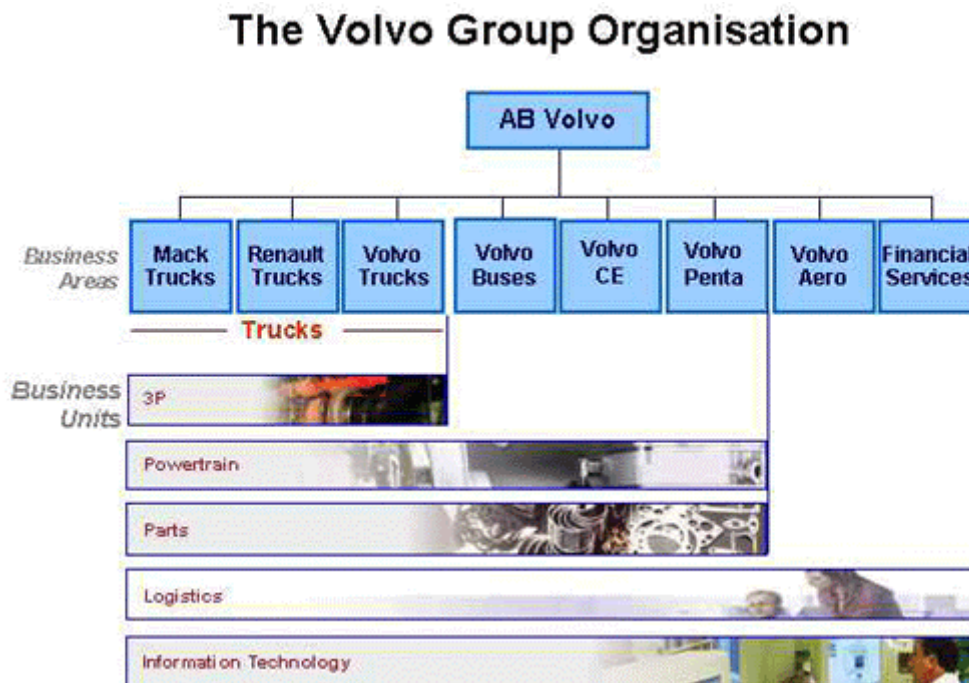 The Volvo Group Organisation
AB Volvo
Business
Areas
Mack
Trucks
Renault
Trucks
Volvo
Trucks
Volvo
Buses
Volvo
CE
Volvo
Penta
Volvo
Aero
Financial
Services
Trucks
Business
Units
3P
Powertrain
Parts
Logistics
Information Technology